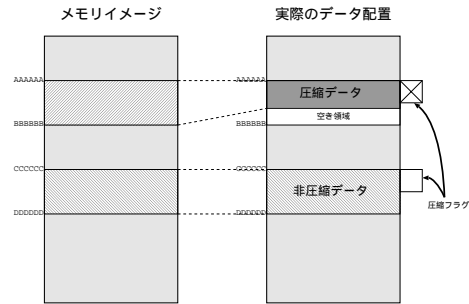 メモリイメージ
実際のデータ配置
AAAAAA
AAAAAA
圧縮データ
空き領域
BBBBBB
BBBBBB
CCCCCC
CCCCCC
非圧縮データ
圧縮フラグ
DDDDDD
DDDDDD